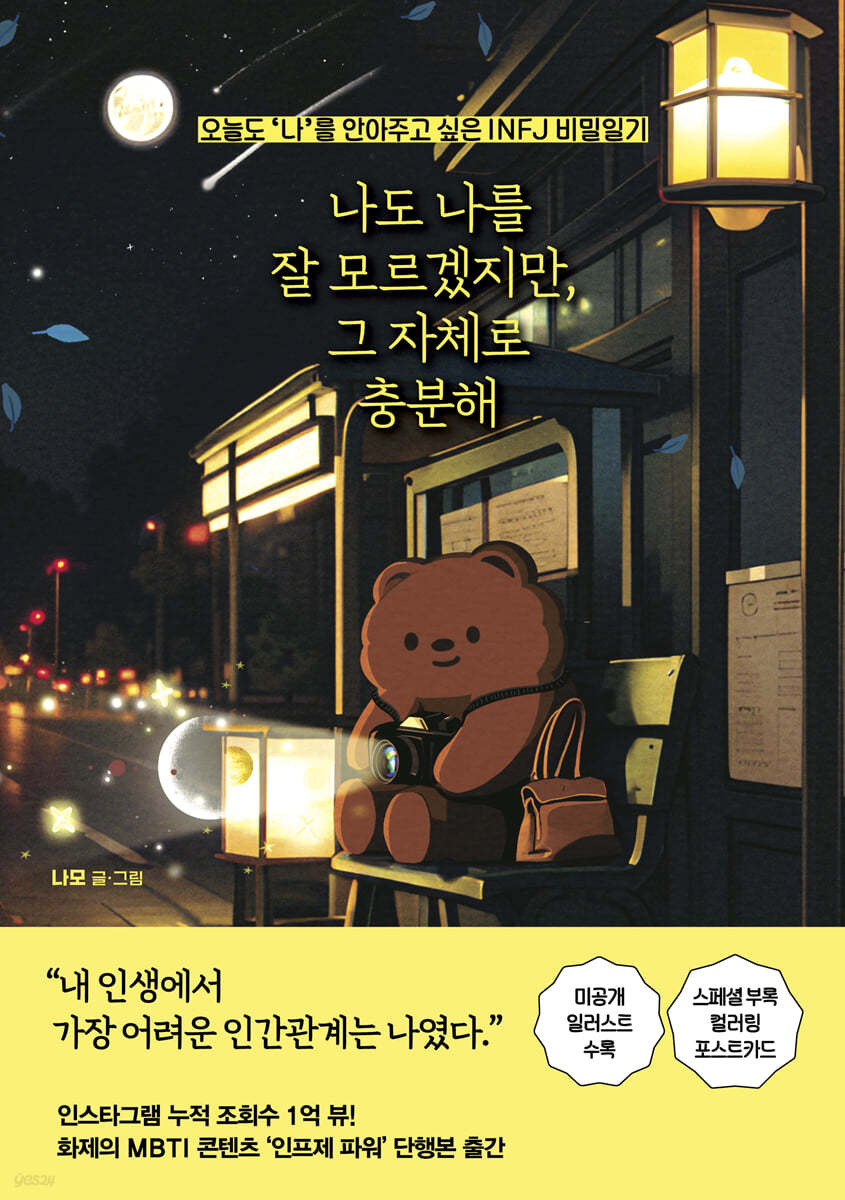 오늘도 ‘나’를 안아주고 싶은 INFJ 비밀일기
나도 나를
잘 모르겠지만,
그 자체로
충분해
나모 글·그림
“내 인생에서
가장 어려운 인간관계는 나였다.”
미공개
일러스트
수록
스페셜 부록
컬러링
포스트카드
인스타그램 누적 조회수 1억 뷰!
화제의 MBTI 콘텐츠 ‘인프제 파워’ 단행본 출간
yes24